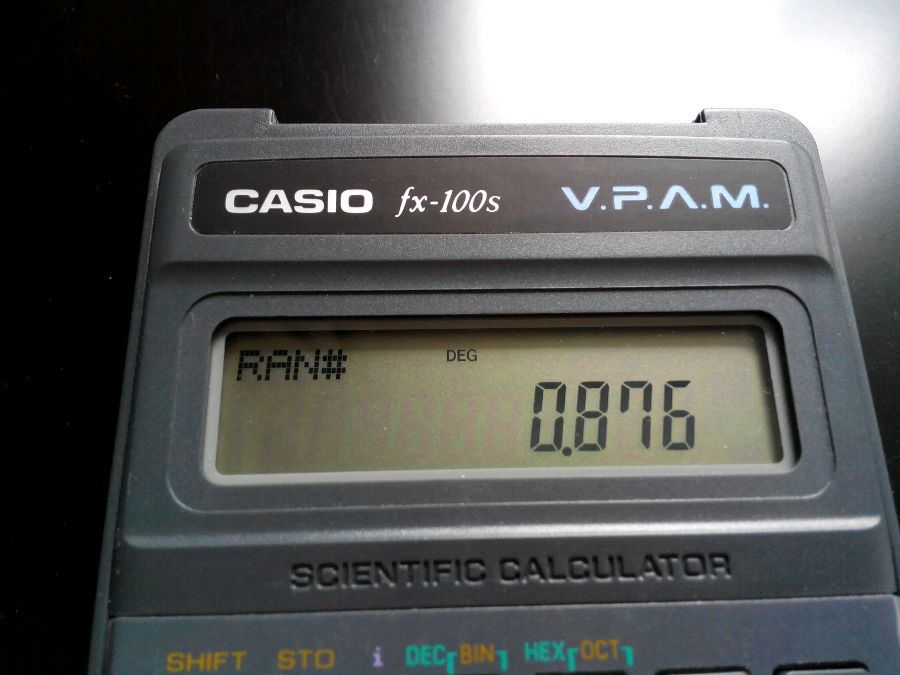 CASIO fx-100s V.P.A.M.
RAN# DEG
0.876
SCIENTIFIC CALCULATOR
SHIFT STO i DEC BIN HEX OCT